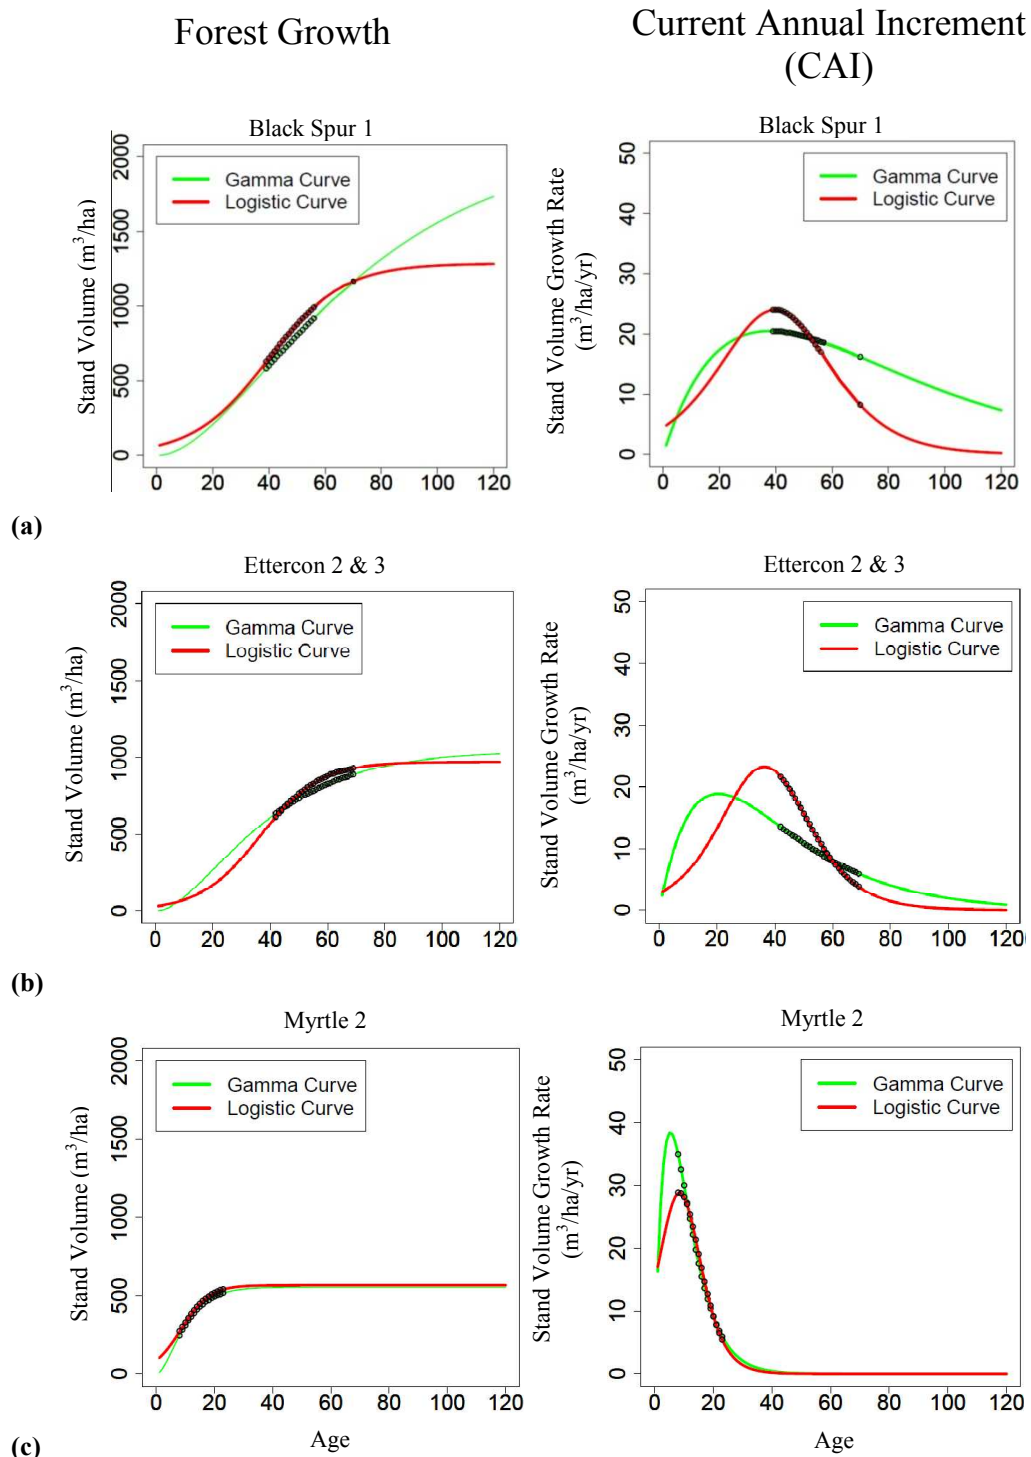 Forest Growth
Current Annual Increment
(CAI)
Black Spur 1
Stand Volume (m³/ha)
0 500 1000 1500 2000
Gamma Curve
Logistic Curve
0 20 40 60 80 100 120
Black Spur 1
Stand Volume Growth Rate
(m³/ha/yr)
0 10 20 30 40 50
Gamma Curve
Logistic Curve
0 20 40 60 80 100 120
(a)
Ettercon 2 & 3
Stand Volume (m³/ha)
0 500 1000 1500 2000
Gamma Curve
Logistic Curve
0 20 40 60 80 100 120
Ettercon 2 & 3
Stand Volume Growth Rate
(m³/ha/yr)
0 10 20 30 40 50
Gamma Curve
Logistic Curve
0 20 40 60 80 100 120
(b)
Myrtle 2
Stand Volume (m³/ha)
0 500 1000 1500 2000
Gamma Curve
Logistic Curve
0 20 40 60 80 100 120
Age
Myrtle 2
Stand Volume Growth Rate
(m³/ha/yr)
0 10 20 30 40 50
Gamma Curve
Logistic Curve
0 20 40 60 80 100 120
Age
(c)